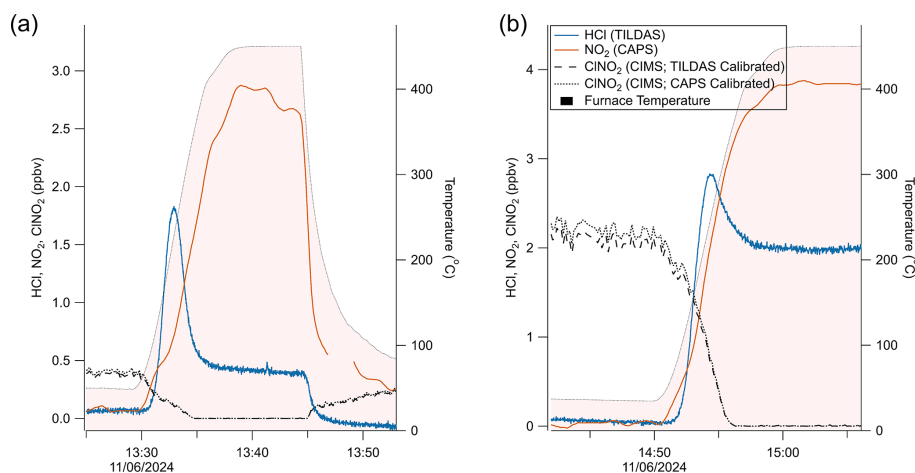 (a)
HCl, NO₂, ClNO₂ (ppbv)
3.0
2.5
2.0
1.5
1.0
0.5
0.0
400
300
200
100
0
Temperature (°C)
13:30
13:40
13:50
11/06/2024
(b)
HCl (TILDAS)
NO₂ (CAPS)
ClNO₂ (CIMS; TILDAS Calibrated)
ClNO₂ (CIMS; CAPS Calibrated)
Furnace Temperature
HCl, NO₂, ClNO₂ (ppbv)
4
3
2
1
0
400
300
200
100
0
Temperature (°C)
14:50
15:00
11/06/2024